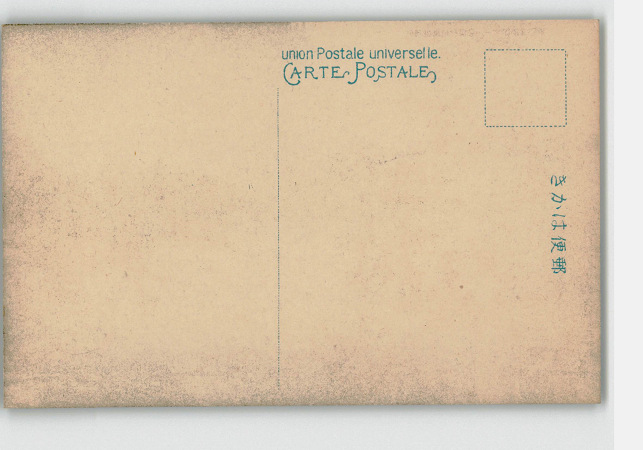 union Postale universelle.
CARTE POSTALE
郵便はかき